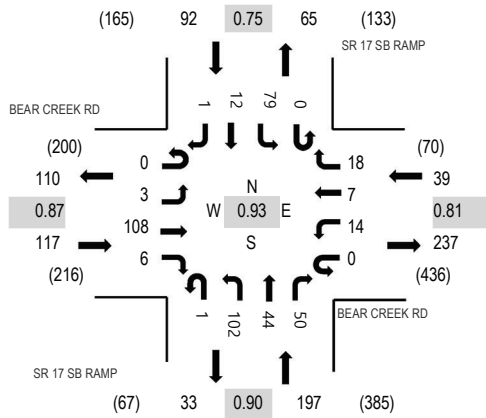 (165) 92 0.75 65 (133)
SR 17 SB RAMP
1 12 79 0
BEAR CREEK RD
(200) (70)
0 18
110 39
3 7
N
0.87 W 0.93 E 0.81
108 14
S
117 237
6 0
(216) (436)
1 102 44 50
BEAR CREEK RD
SR 17 SB RAMP
(67) 33 0.90 197 (385)